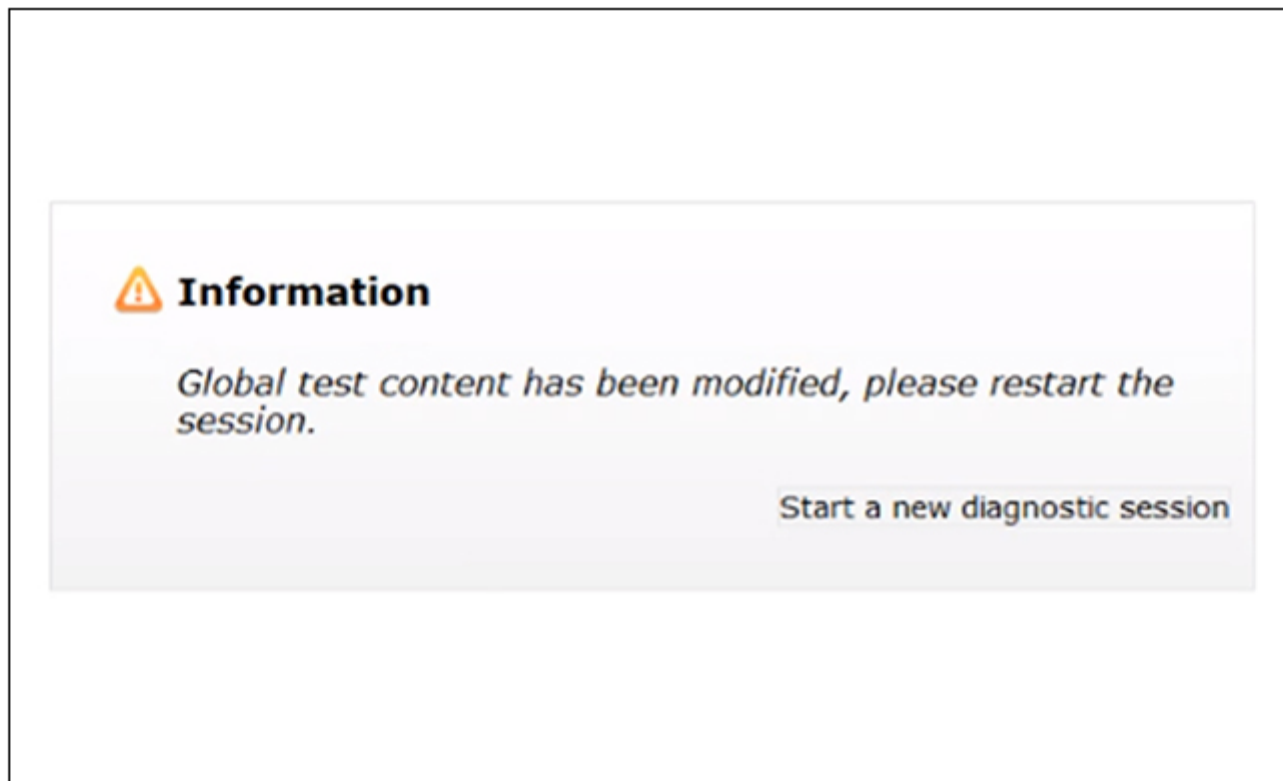 Information
Global test content has been modified, please restart the
session.
Start a new diagnostic session